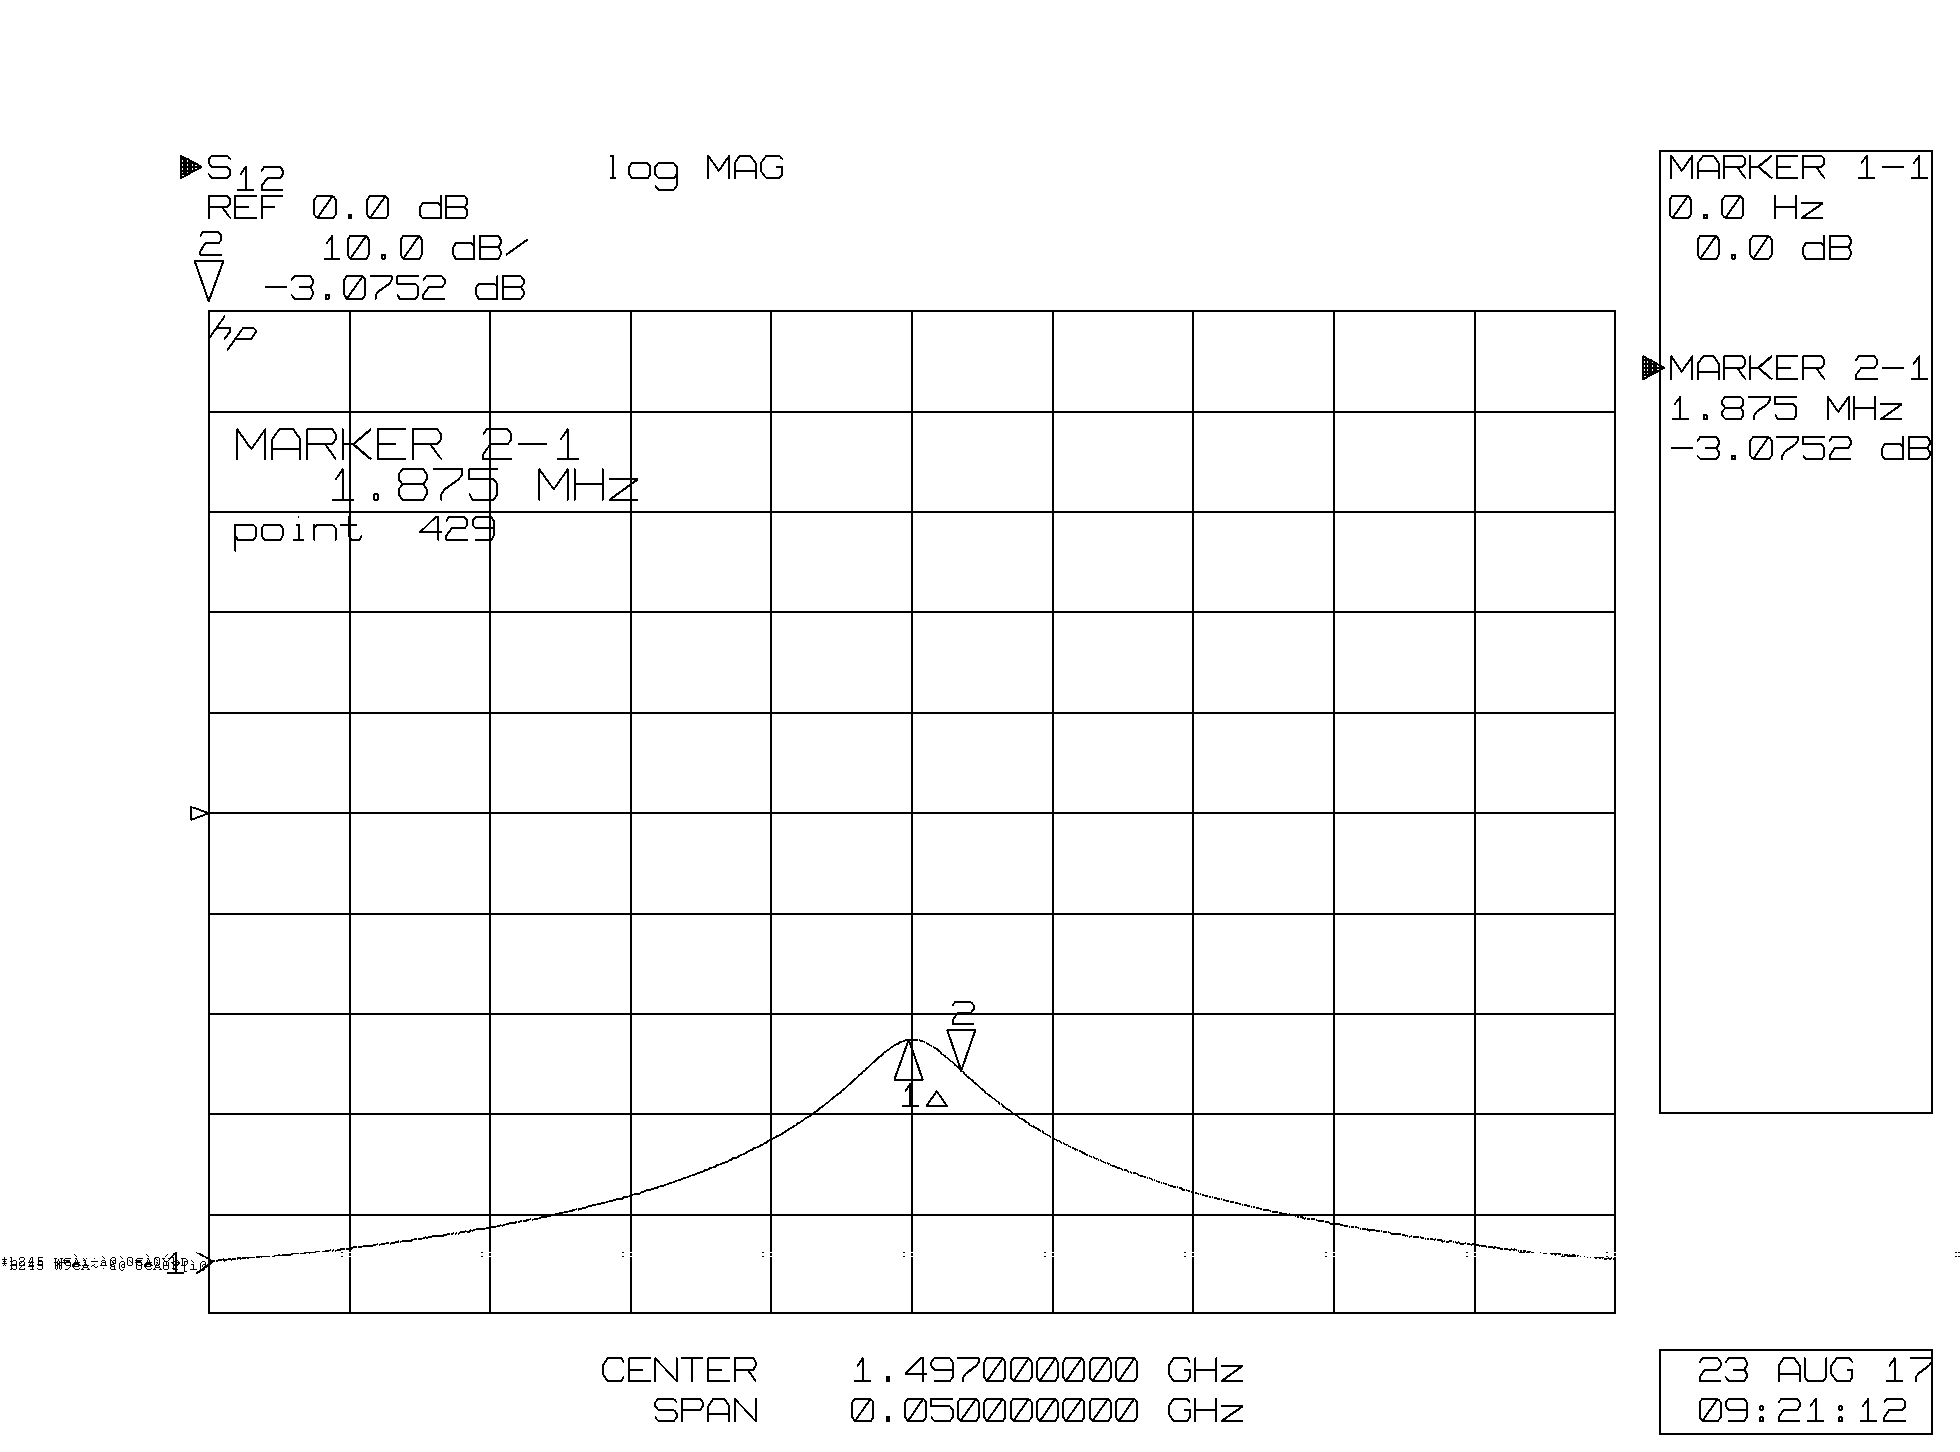 S12 log MAG
REF 0.0 dB
2 10.0 dB/
-3.0752 dB
hp
MARKER 2-1
1.875 MHz
point 429
2
1
1
CENTER 1.497000000 GHz
SPAN 0.050000000 GHz
MARKER 1-1
0.0 Hz
0.0 dB
MARKER 2-1
1.875 MHz
-3.0752 dB
23 AUG 17
09:21:12